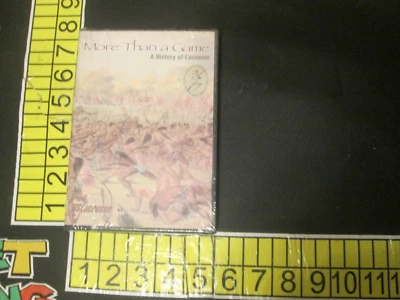 More Than a Game
A History of Lacrosse
1 2 3 4 5 6 7 8 9
1 2 3 4 5 6 7 8 9 10 11